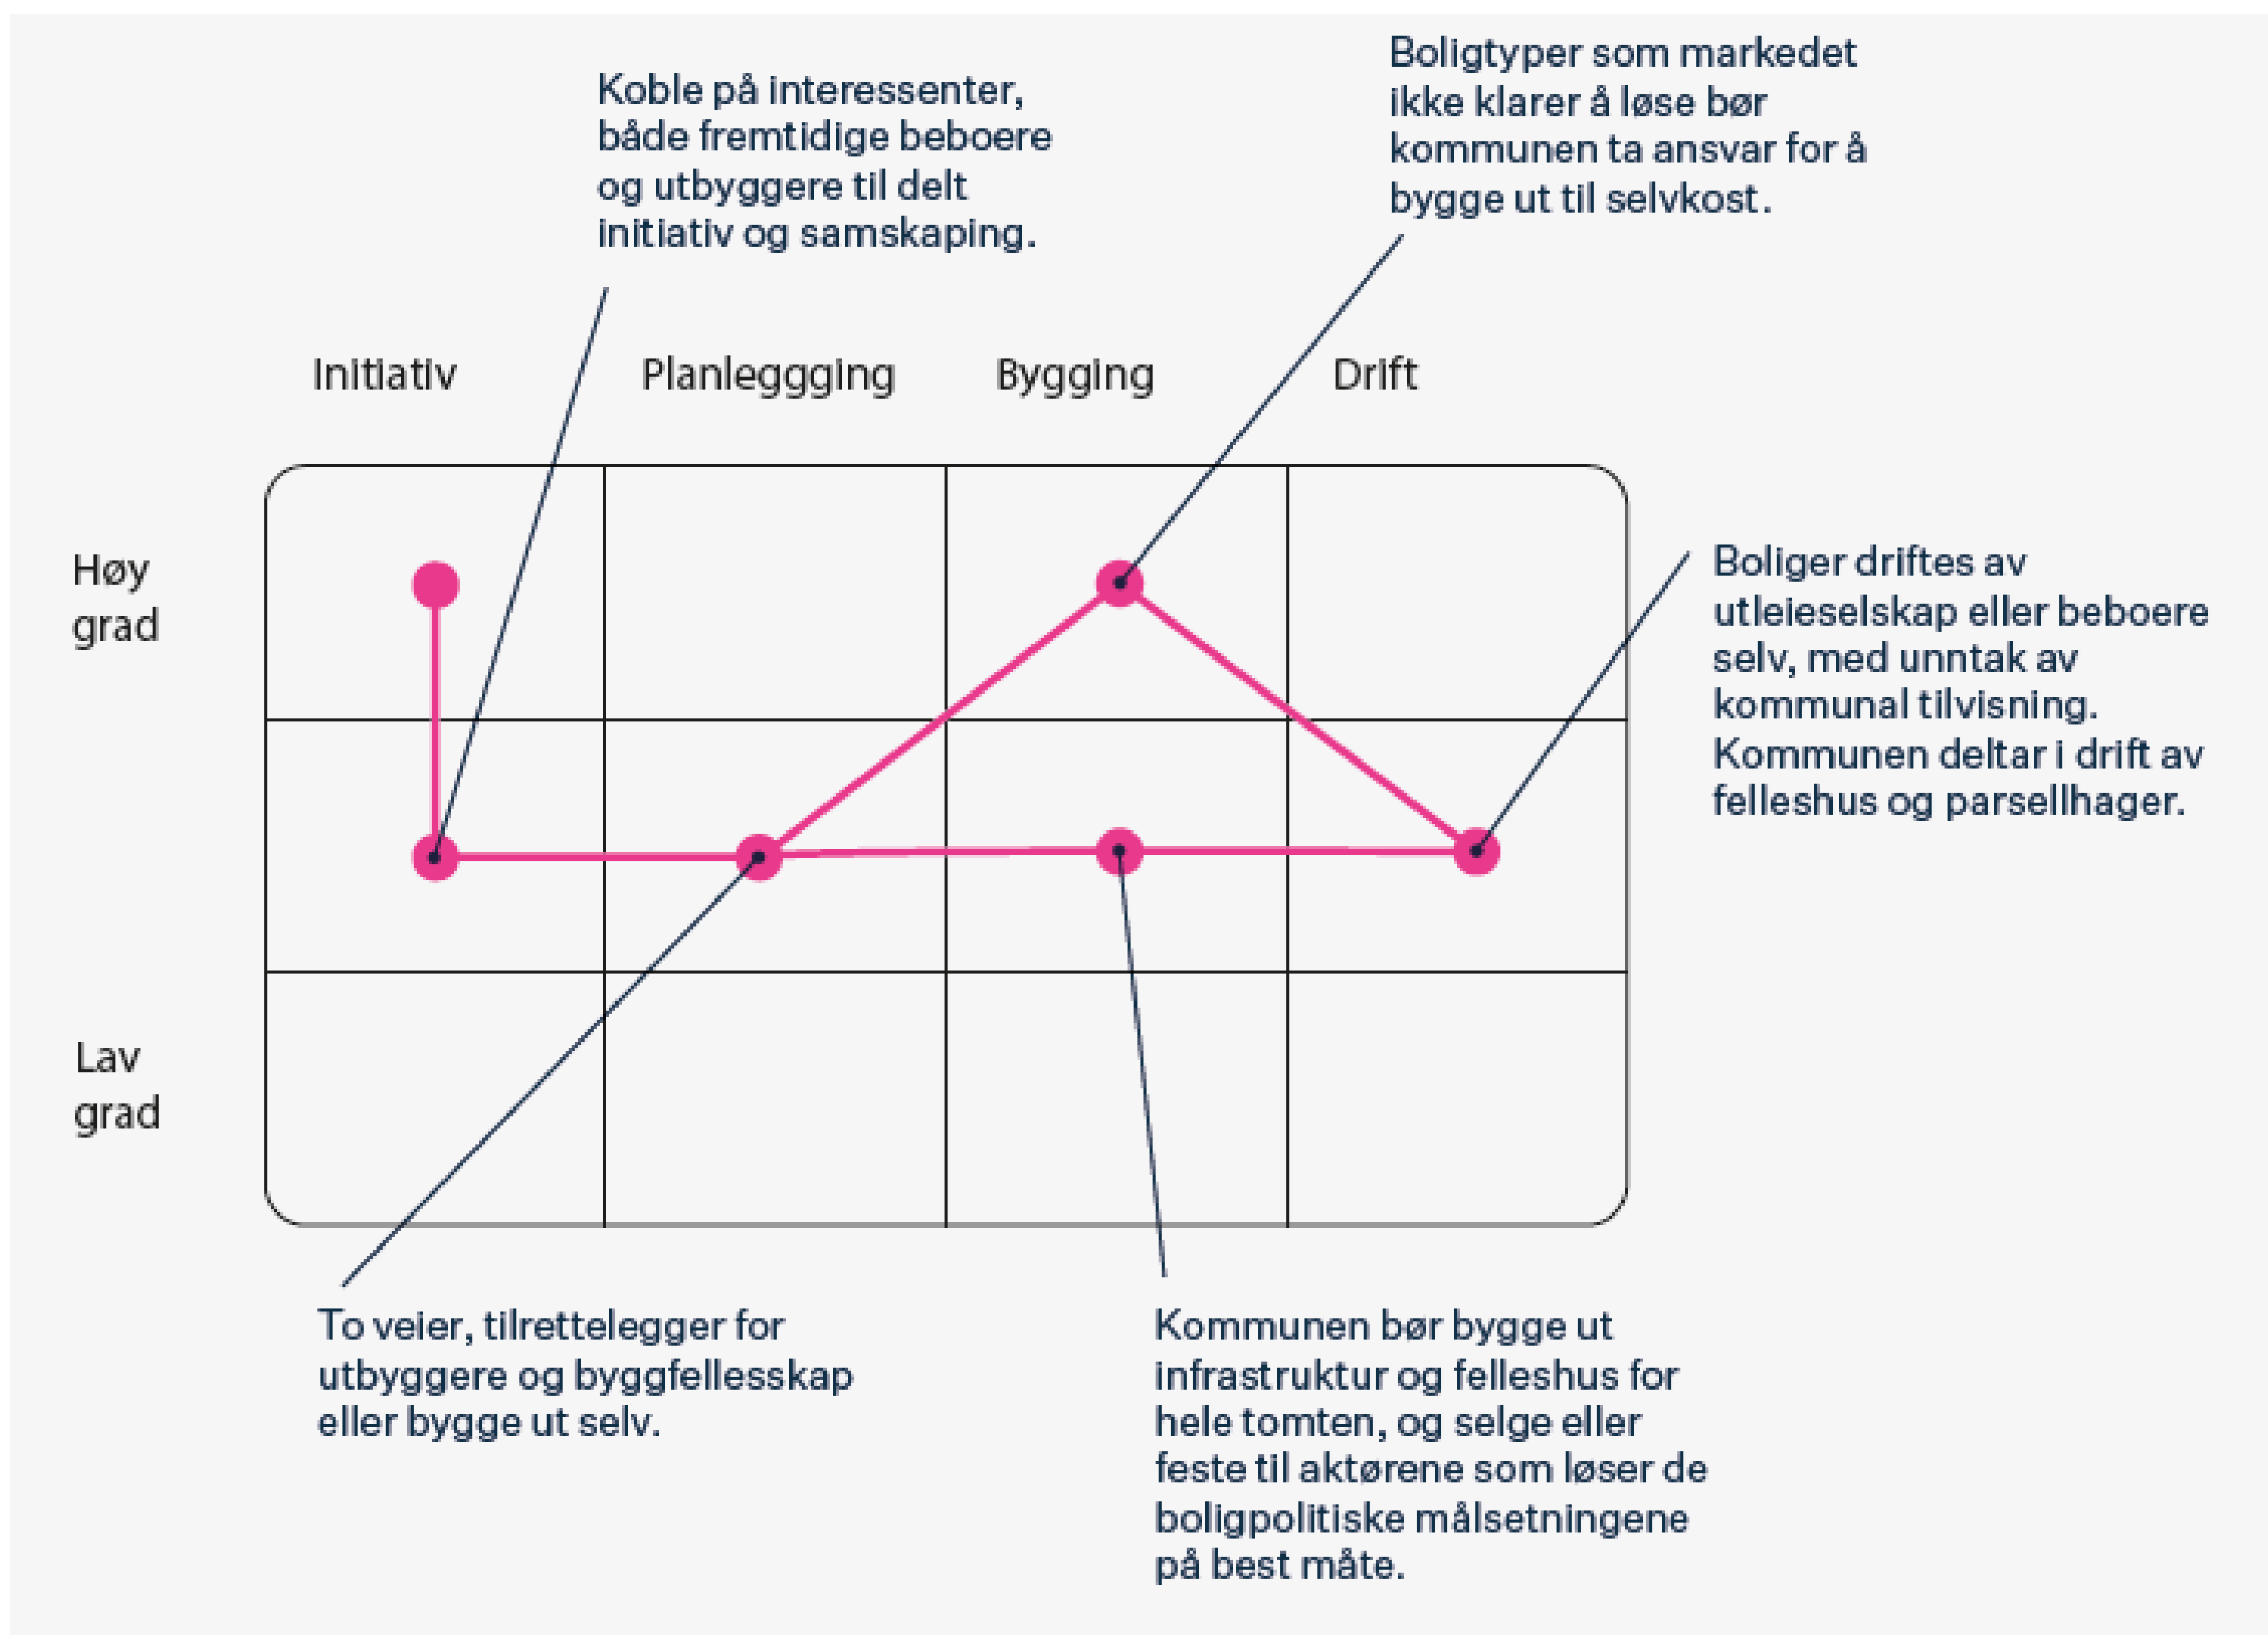 Koble på interessenter,
både fremtidige beboere
og utbyggere til delt
initiativ og samskaping.
Boligtyper som markedet
ikke klarer å løse bør
kommunen ta ansvar for å
bygge ut til selvkost.
Initiativ
Planleggging
Bygging
Drift
Høy
grad
Boliger driftes av
utleieselskap eller beboere
selv, med unntak av
kommunal tilvisning.
Kommunen deltar i drift av
felleshus og parsellhager.
Lav
grad
To veier, tilrettelegger for
utbyggere og byggfellesskap
eller bygge ut selv.
Kommunen bør bygge ut
infrastruktur og felleshus for
hele tomten, og selge eller
feste til aktørene som løser de
boligpolitiske målsetningene
på best måte.